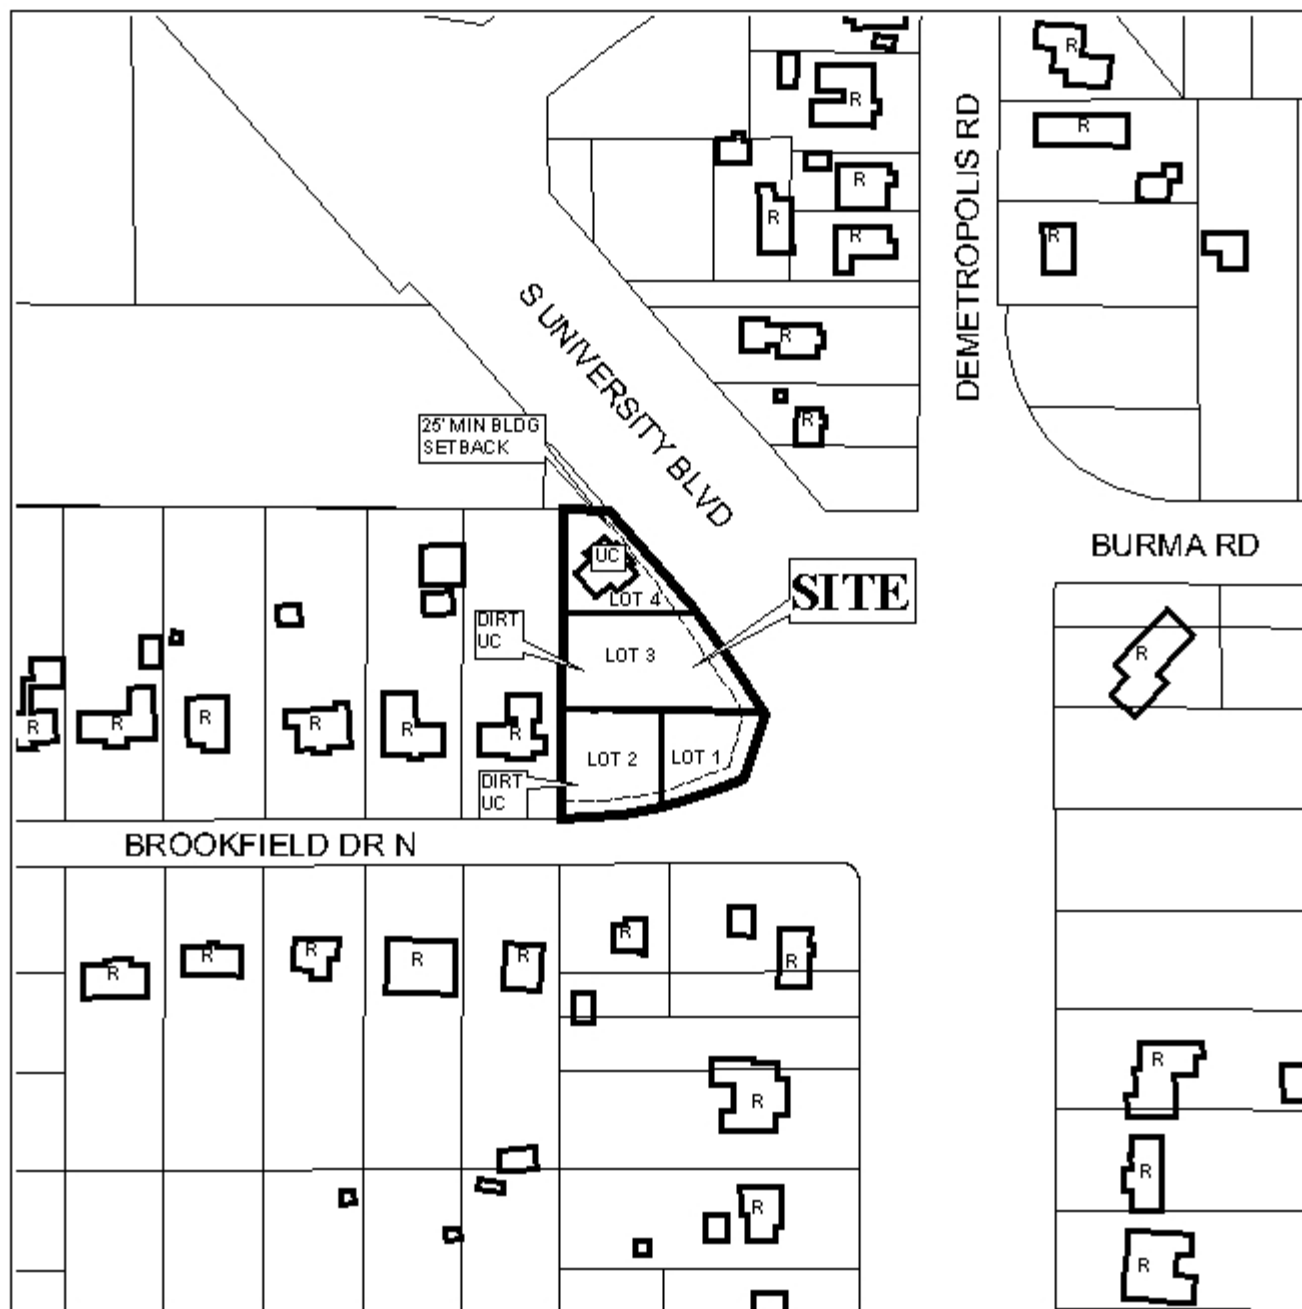 R
R
R
R
R
R
R
R
DEMETROPOLIS RD
S UNIVERSITY BLVD
R
R
25' MIN BLDG
SETBACK
BURMA RD
UC
SITE
LOT 4
DIRT
UC
LOT 3
R
R
R
R
R
R
R
LOT 2
LOT 1
DIRT
UC
BROOKFIELD DR N
R
R
R
R
R
R
R
R
R
R
R
R